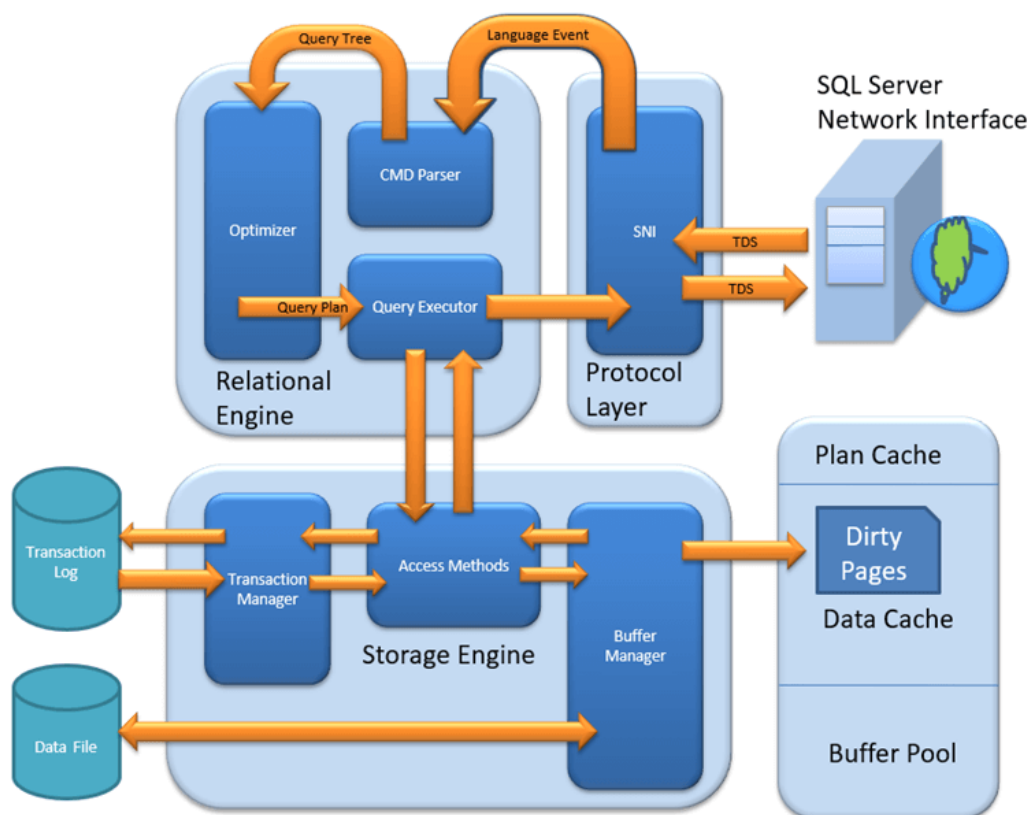 Query Tree
Language Event
SQL Server
Network Interface
CMD Parser
Optimizer
SNI
TDS
TDS
Query Plan
Query Executor
Relational
Engine
Protocol
Layer
Plan Cache
Dirty
Pages
Data Cache
Buffer Pool
Transaction
Log
Transaction
Manager
Access Methods
Storage Engine
Buffer
Manager
Data File